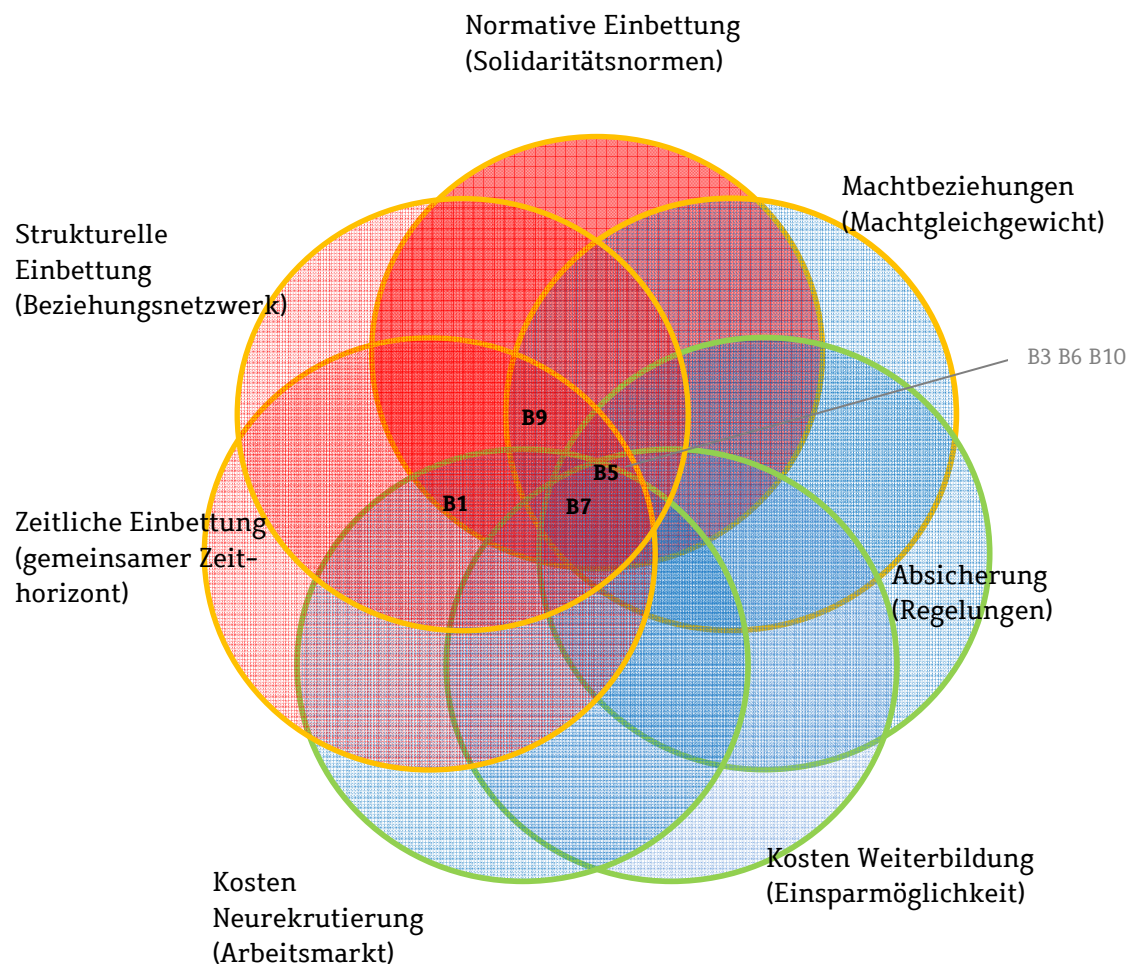 Normative Einbettung
(Solidaritätsnormen)
Machtbeziehungen
(Machtgleichgewicht)
Strukturelle
Einbettung
(Beziehungsnetzwerk)
B3 B6 B10
B9
B5
B1
B7
Zeitliche Einbettung
(gemeinsamer Zeit-
horizont)
Absicherung
(Regelungen)
Kosten Weiterbildung
(Einsparmöglichkeit)
Kosten
Neurekrutierung
(Arbeitsmarkt)